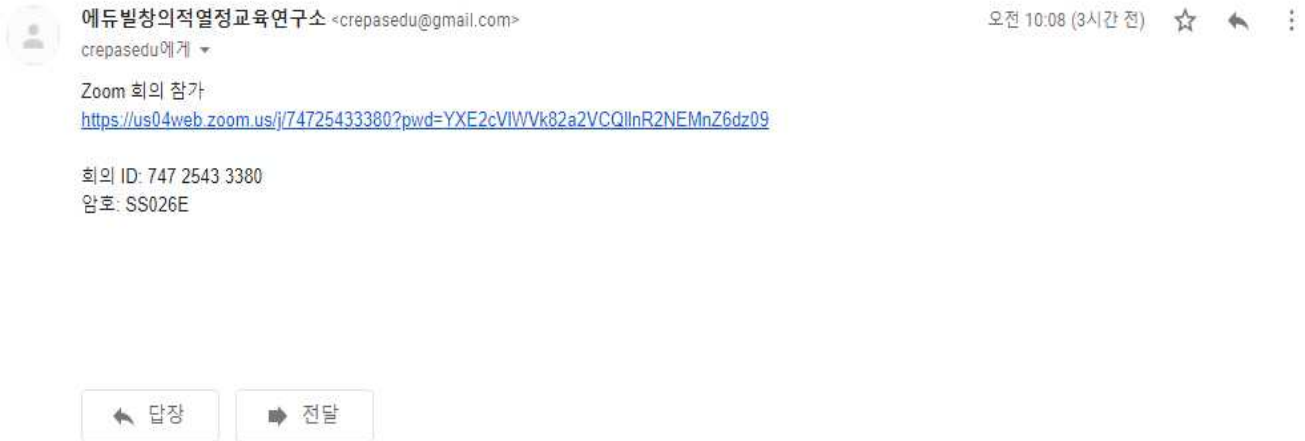 에듀빌창의적열정교육연구소 <crepasedu@gmail.com>
오전 10:08 (3시간 전)
crepasedu에게
Zoom 회의 참가
https://us04web.zoom.us/j/74725433380?pwd=YXE2cVlWVk82a2VCQllnR2NEMnZ6dz09
회의 ID: 747 2543 3380
암호: SS026E
답장
전달